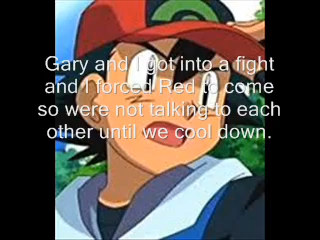 Gary and I got into a fight
and I forced Red to come
so were not talking to each
other until we cool down.